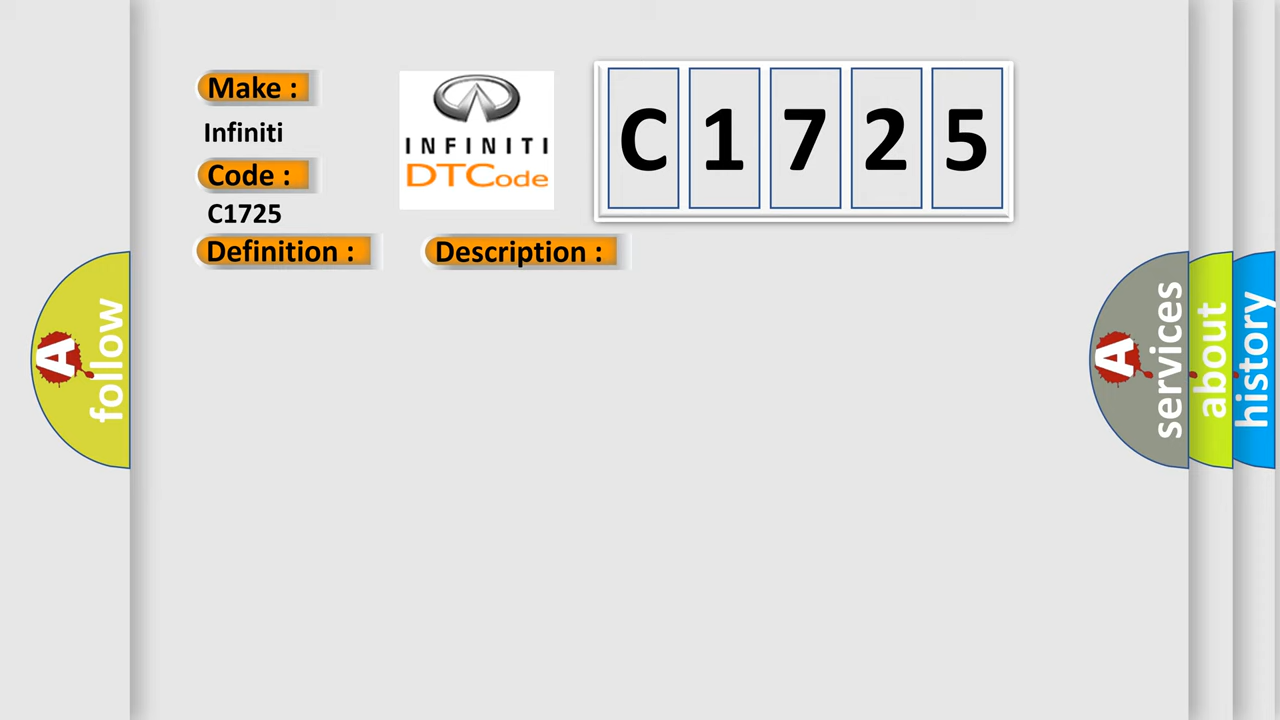 Make :
Infiniti
Code :
C1725
Definition :
Description :
INFINITI
DTCode
C 1 7 2 5
A
follow
A
services
about
history